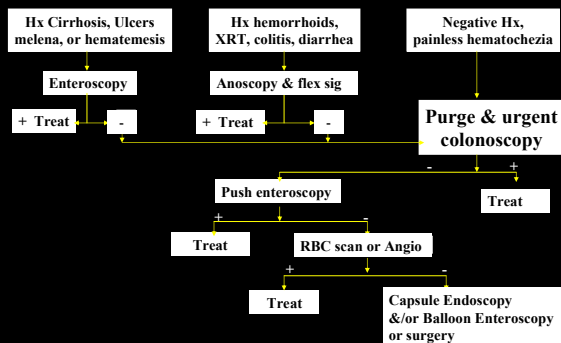 Hx Cirrhosis, Ulcers
melena, or hematemesis
Hx hemorrhoids,
XRT, colitis, diarrhea
Negative Hx,
painless hematochezia
Enteroscopy
Anoscopy & flex sig
+ Treat
-
+ Treat
-
Purge & urgent
colonoscopy
-
+
Push enteroscopy
Treat
+
-
Treat
RBC scan or Angio
+
-
Treat
Capsule Endoscopy
&/or Balloon Enteroscopy
or surgery